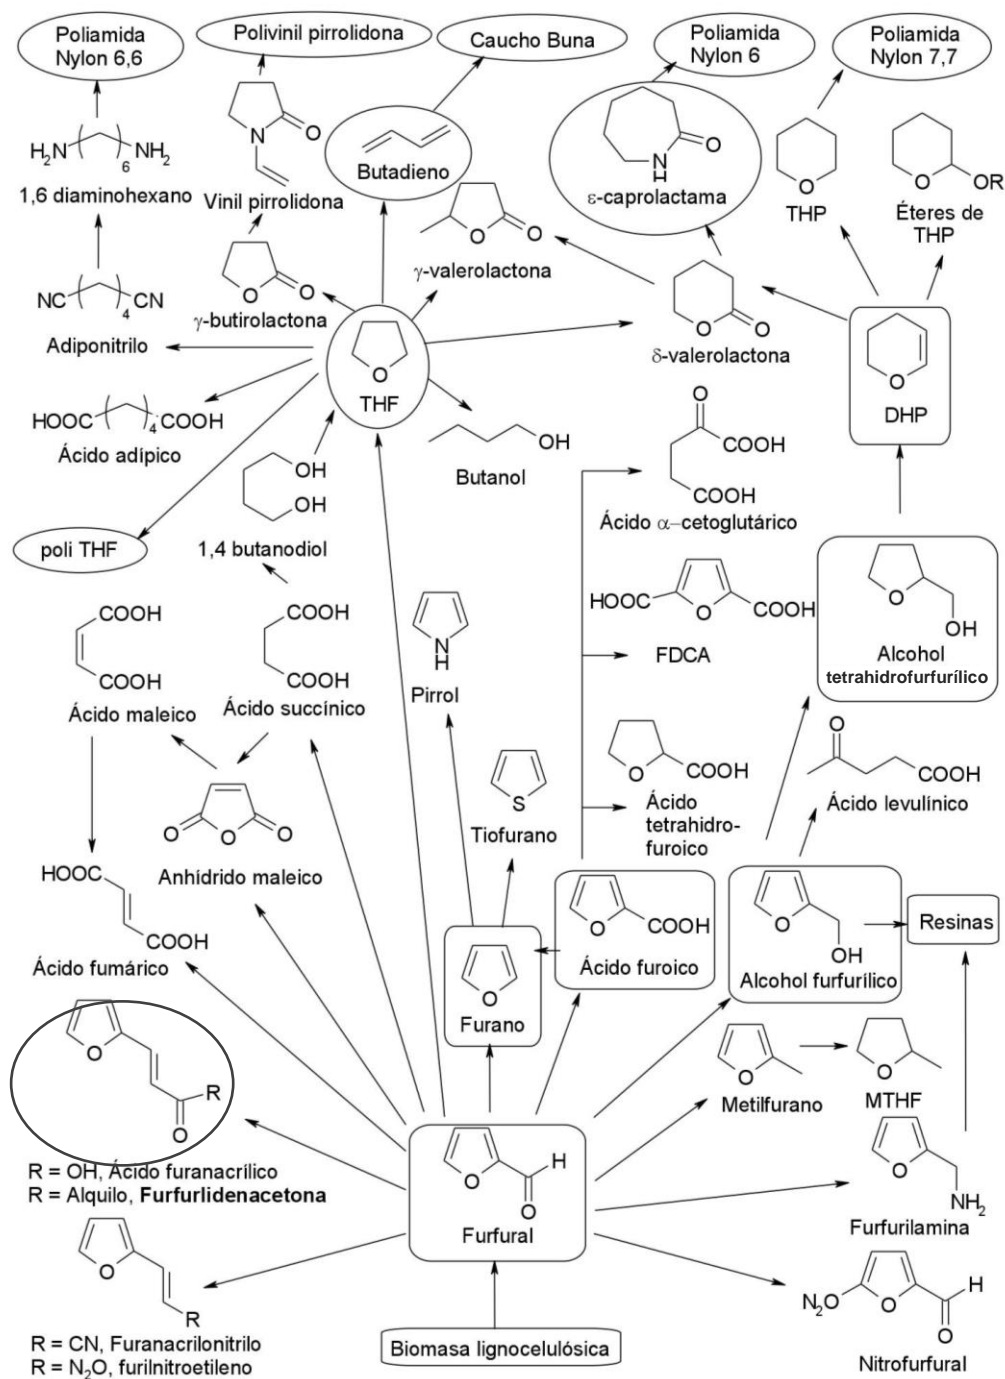 Poliamida
Nylon 6,6
Polivinil pirrolidona
Caucho Buna
Poliamida
Nylon 6
Poliamida
Nylon 7,7
H₂N
6
NH₂
1,6 diaminohexano
N
O
Vinil pirrolidona
Butadieno
O
O
γ-valerolactona
N
H
O
ε-caprolactama
O
THP
O
OR
Éteres de
THP
NC
4
CN
Adiponitrilo
O
O
γ-butirolactona
O
THF
O
O
δ-valerolactona
O
DHP
HOOC
4
COOH
Ácido adípico
OH
OH
1,4 butanodiol
OH
Butanol
O
COOH
COOH
Ácido α–cetoglutárico
poli THF
COOH
COOH
Ácido maleico
COOH
COOH
Ácido succínico
N
H
Pirrol
HOOC
O
COOH
FDCA
O
OH
Alcohol
tetrahidrofurfurílico
O
O
O
Anhídrido maleico
S
Tiofurano
O
COOH
Ácido
tetrahidro-
furoico
O
COOH
Ácido levulínico
HOOC
COOH
Ácido fumárico
O
Furano
O
COOH
Ácido furoico
O
OH
Alcohol furfurílico
Resinas
O
R
O
R = OH, Ácido furanacrílico
R = Alquilo, Furfurlidenacetona
O
H
O
Furfural
O
Metilfurano
O
MTHF
O
NH₂
Furfurilamina
O
R
R = CN, Furanacrilonitrilo
R = N₂O, furilnitroetileno
Biomasa lignocelulósica
N₂O
O
H
O
Nitrofurfural